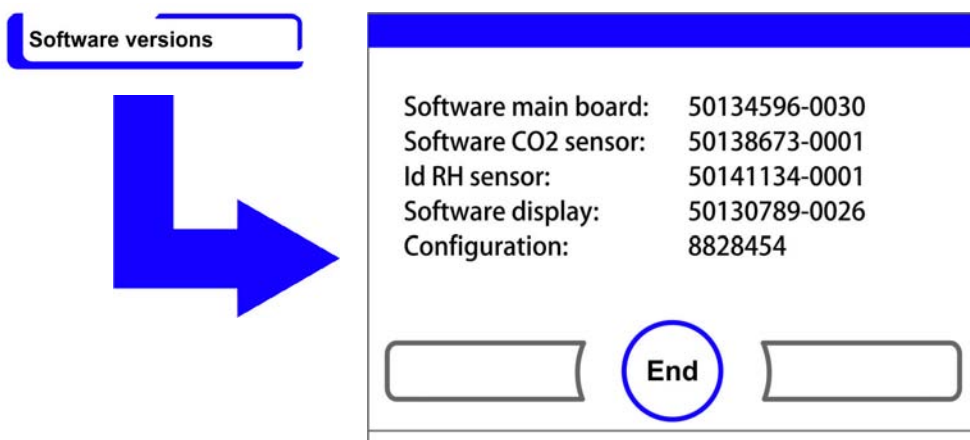 Software versions
Software main board: 50134596-0030
Software CO2 sensor: 50138673-0001
Id RH sensor: 50141134-0001
Software display: 50130789-0026
Configuration: 8828454
End